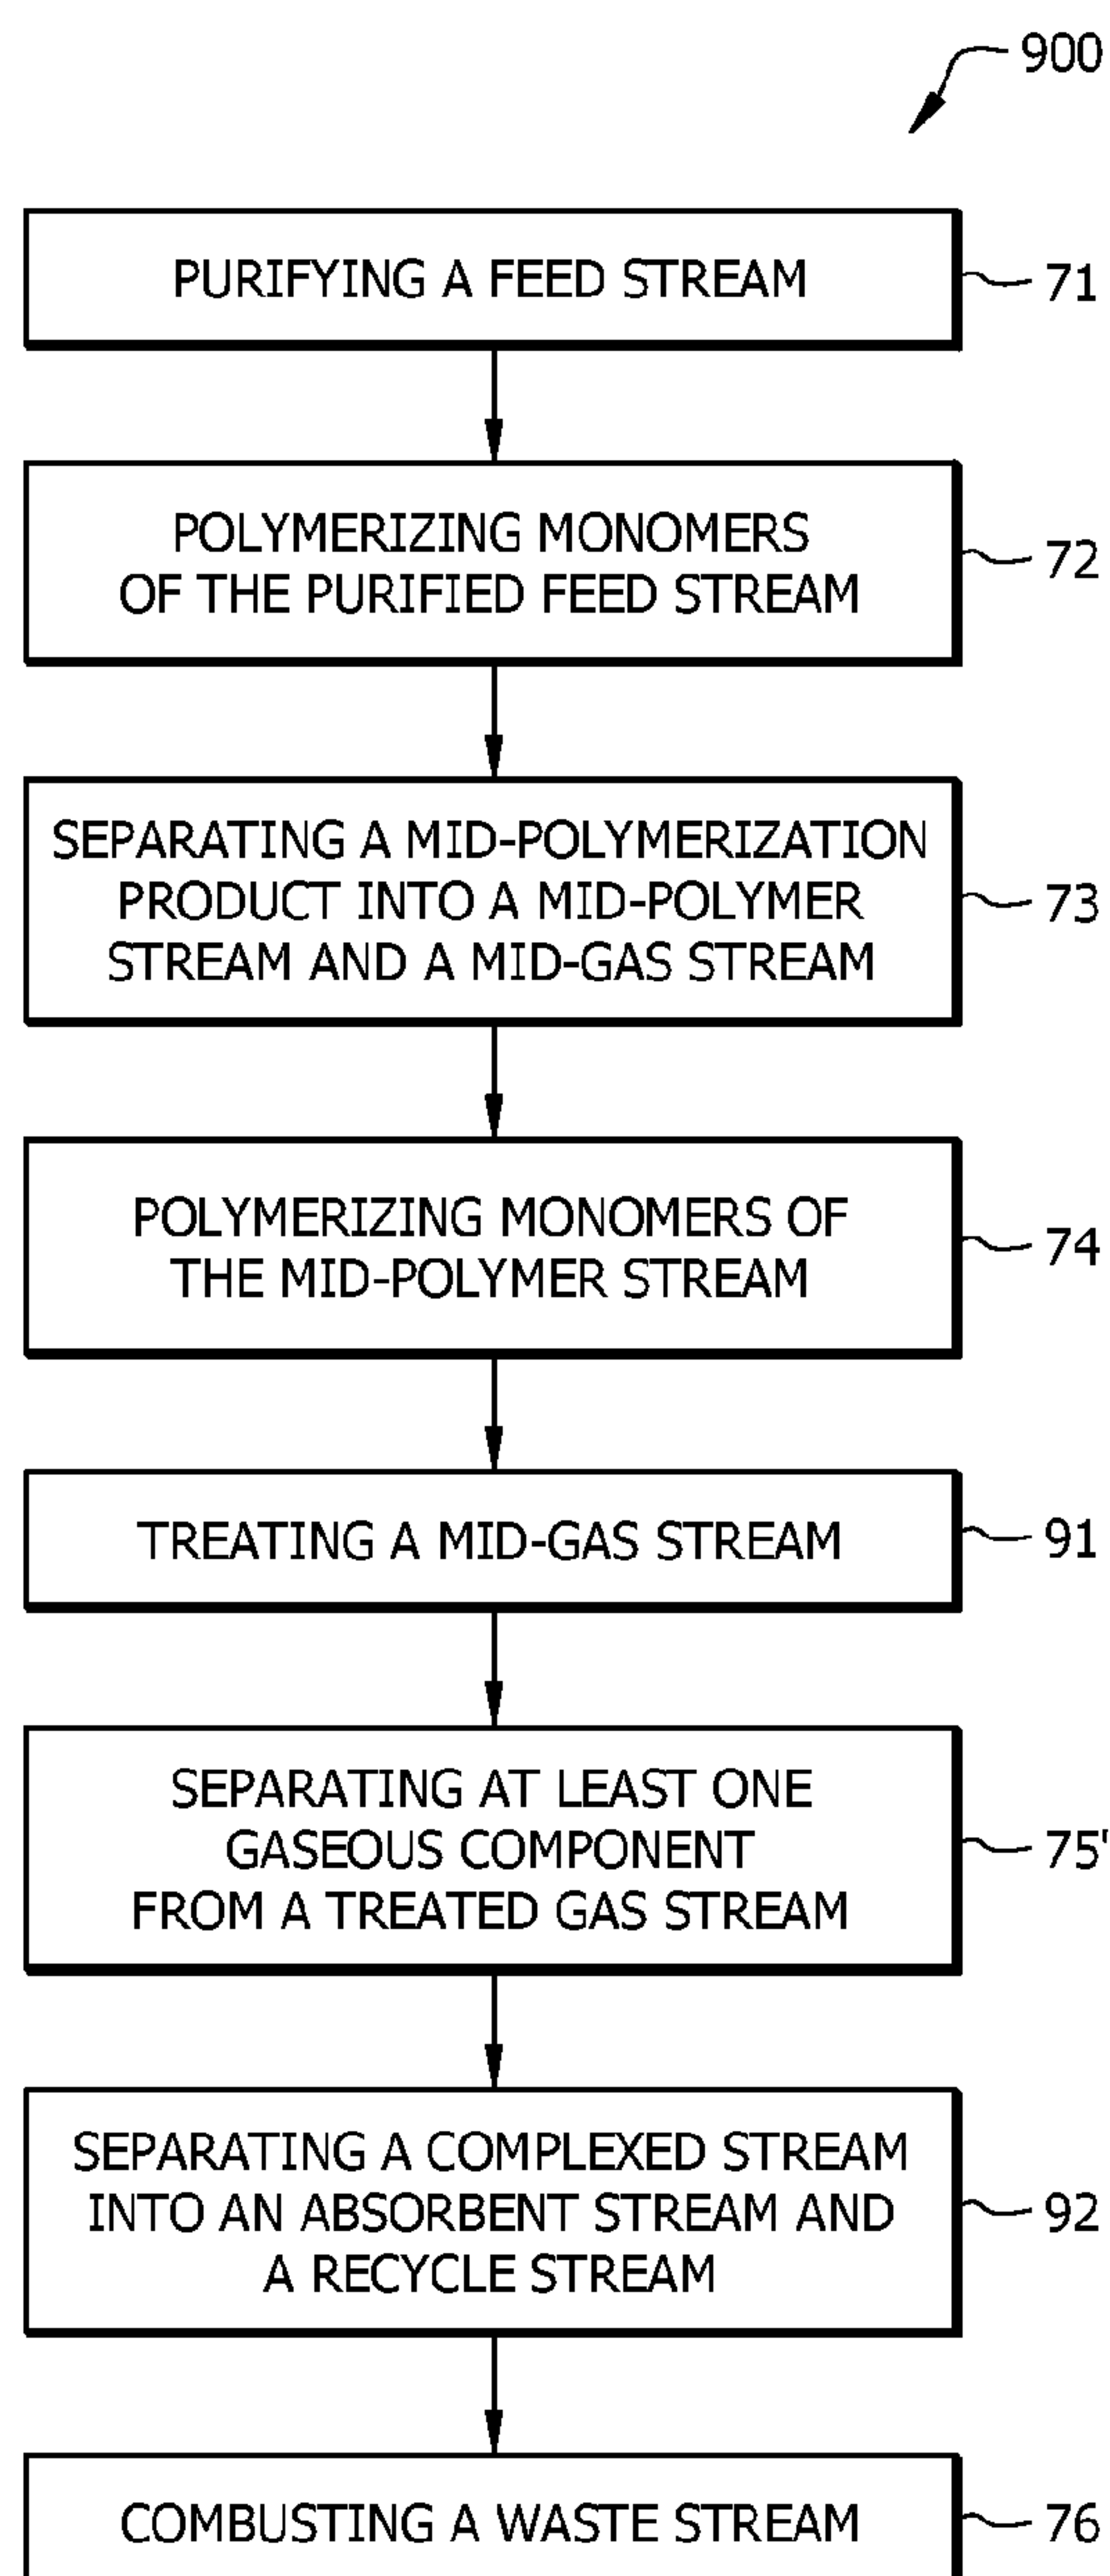 900
PURIFYING A FEED STREAM
71
POLYMERIZING MONOMERS
OF THE PURIFIED FEED STREAM
72
SEPARATING A MID-POLYMERIZATION
PRODUCT INTO A MID-POLYMER
STREAM AND A MID-GAS STREAM
73
POLYMERIZING MONOMERS OF
THE MID-POLYMER STREAM
74
TREATING A MID-GAS STREAM
91
SEPARATING AT LEAST ONE
GASEOUS COMPONENT
FROM A TREATED GAS STREAM
75'
SEPARATING A COMPLEXED STREAM
INTO AN ABSORBENT STREAM AND
A RECYCLE STREAM
92
COMBUSTING A WASTE STREAM
76